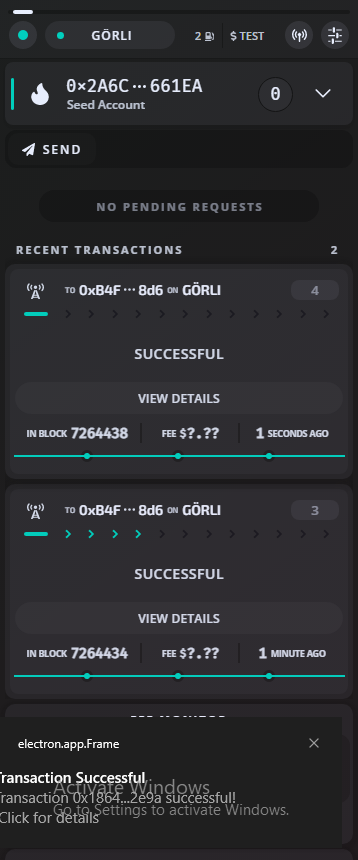 GÖRLI 2 $ TEST
0×2A6C ··· 661EA
Seed Account
0
SEND
NO PENDING REQUESTS
RECENT TRANSACTIONS 2
TO 0xB4F ··· 8d6 ON GÖRLI 4
SUCCESSFUL
VIEW DETAILS
IN BLOCK 7264438 FEE $?.?? 1 SECONDS AGO
TO 0xB4F ··· 8d6 ON GÖRLI 3
SUCCESSFUL
VIEW DETAILS
IN BLOCK 7264434 FEE $?.?? 1 MINUTE AGO
electron.app.Frame
Transaction Successful
Transaction 0x1864...2e9a successful!
Click for details
Activate Windows
Go to Settings to activate Windows.